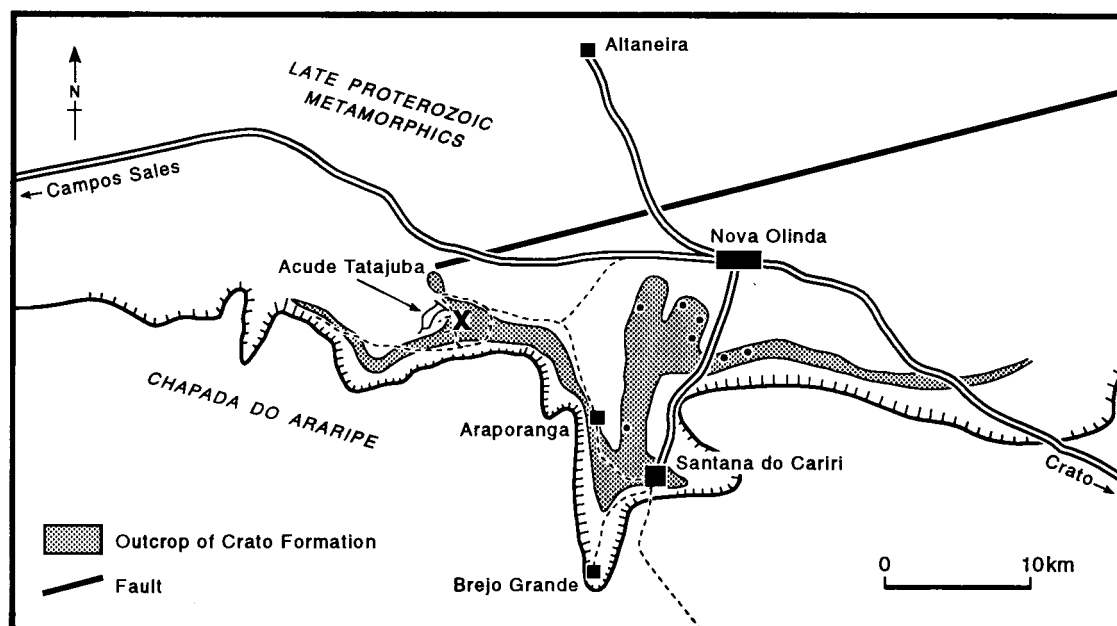 Altaneira
LATE PROTEROZOIC
METAMORPHICS
N
Campos Sales
Nova Olinda
Acude Tatajuba
X
CHAPADA DO ARARIPE
Araporanga
Santana do Cariri
Crato
Outcrop of Crato Formation
Fault
Brejo Grande
0 10km